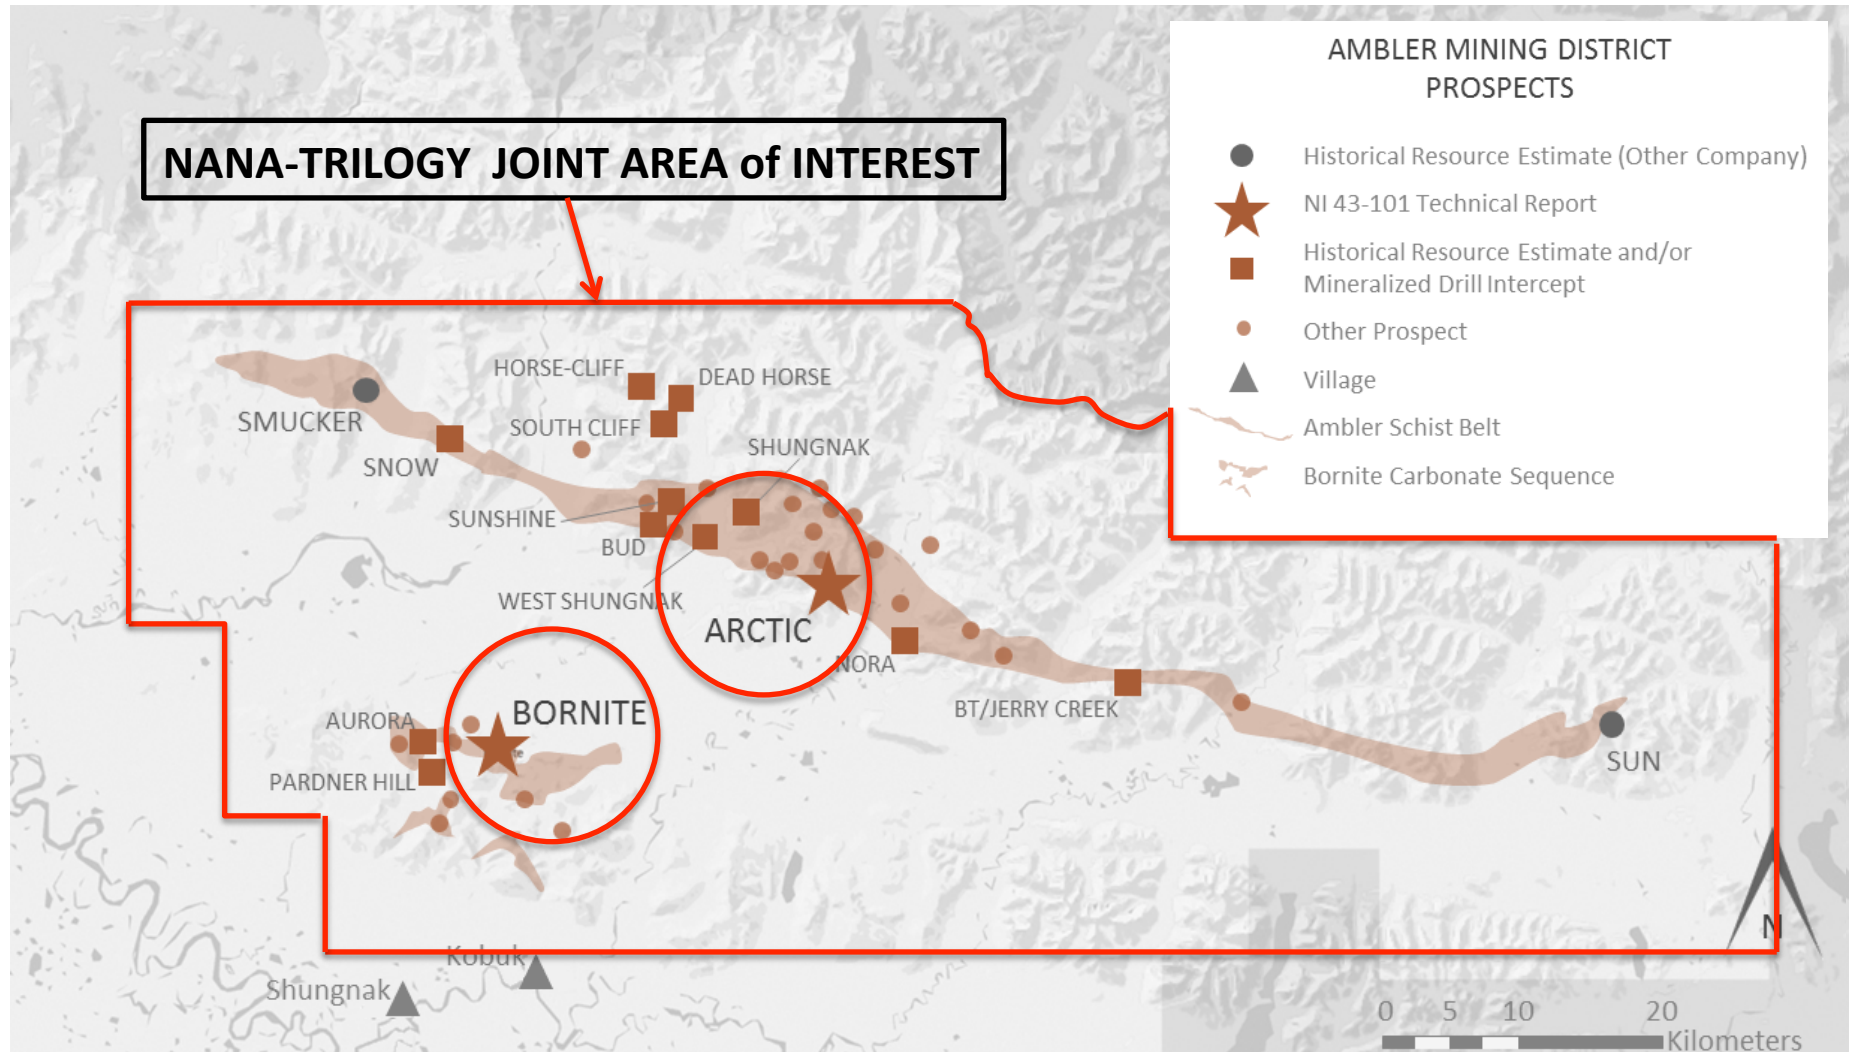 AMBLER MINING DISTRICT
PROSPECTS
Historical Resource Estimate (Other Company)
NI 43-101 Technical Report
Historical Resource Estimate and/or
Mineralized Drill Intercept
Other Prospect
Village
Ambler Schist Belt
Bornite Carbonate Sequence
NANA-TRILOGY JOINT AREA of INTEREST
HORSE-CLIFF
DEAD HORSE
SMUCKER
SOUTH CLIFF
SHUNGNAK
SNOW
SUNSHINE
BUD
WEST SHUNGNAK
ARCTIC
NORA
BT/JERRY CREEK
BORNITE
AURORA
PARDNER HILL
SUN
N
Kobuk
Shungnak
0 5 10 20
Kilometers